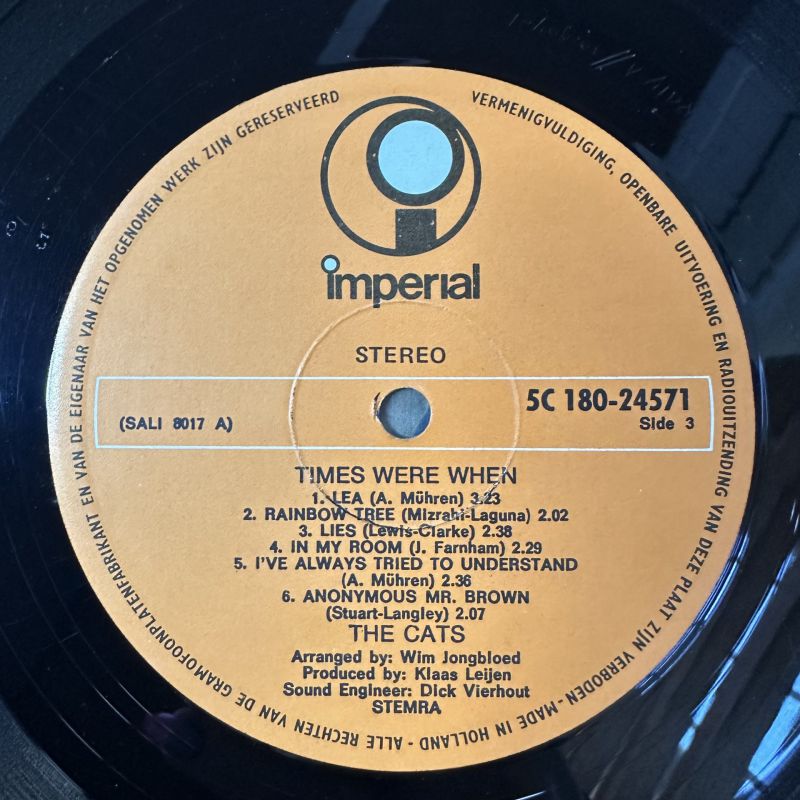 ALLE RECHTEN VAN DE GRAMOFOONPLATENFABRIKANT EN VAN DE EIGENAAR VAN HET OPGENOMEN WERK ZIJN GERESERVEERD
VERMENIGVULDIGING, OPENBARE UITVOERING EN RADIOUITZENDING VAN DEZE PLAAT ZIJN VERBODEN - MADE IN HOLLAND -
imperial
STEREO
5C 180-24571
(SALI 8017 A)
Side 3
TIMES WERE WHEN
1. LEA (A. Mühren) 3.23
2. RAINBOW TREE (Mizrahi-Laguna) 2.02
3. LIES (Lewis-Clarke) 2.38
4. IN MY ROOM (J. Farnham) 2.29
5. I'VE ALWAYS TRIED TO UNDERSTAND
(A. Mühren) 2.36
6. ANONYMOUS MR. BROWN
(Stuart-Langley) 2.07
THE CATS
Arranged by: Wim Jongbloed
Produced by: Klaas Leijen
Sound Engineer: Dick Vierhout
STEMRA